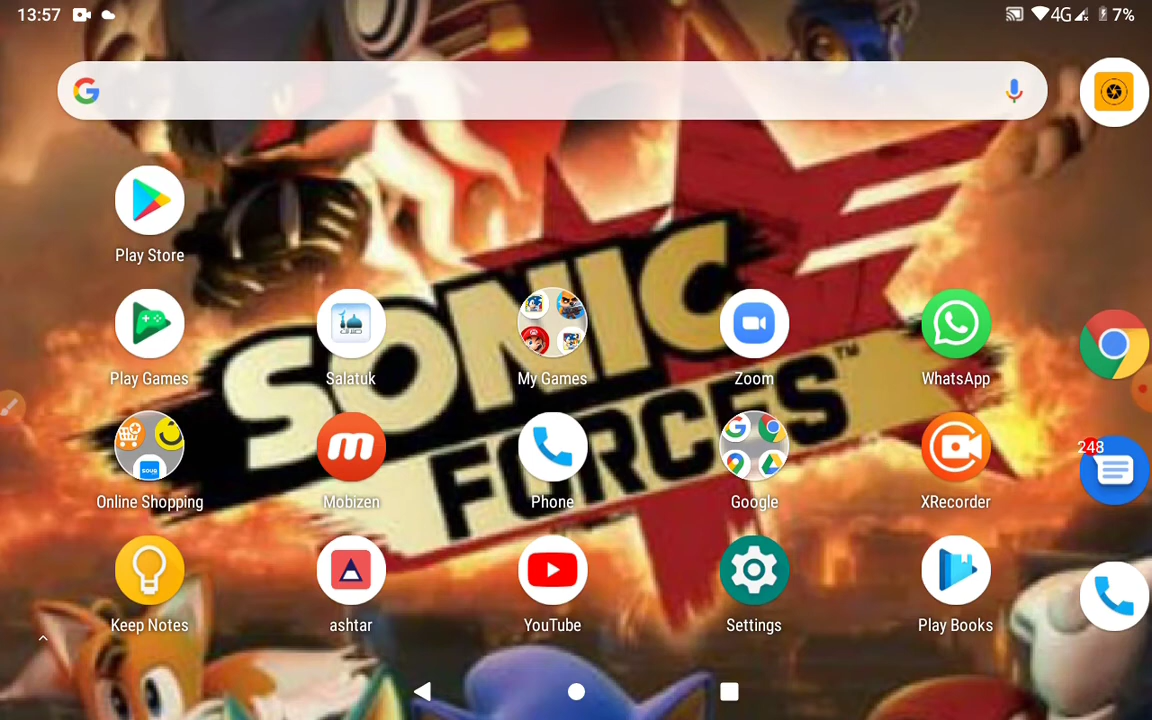 13:57
4G
7%
Play Store
SONIC
FORCES™
Play Games
Salatuk
My Games
Zoom
WhatsApp
Online Shopping
Mobizen
Phone
Google
XRecorder
248
Keep Notes
ashtar
YouTube
Settings
Play Books